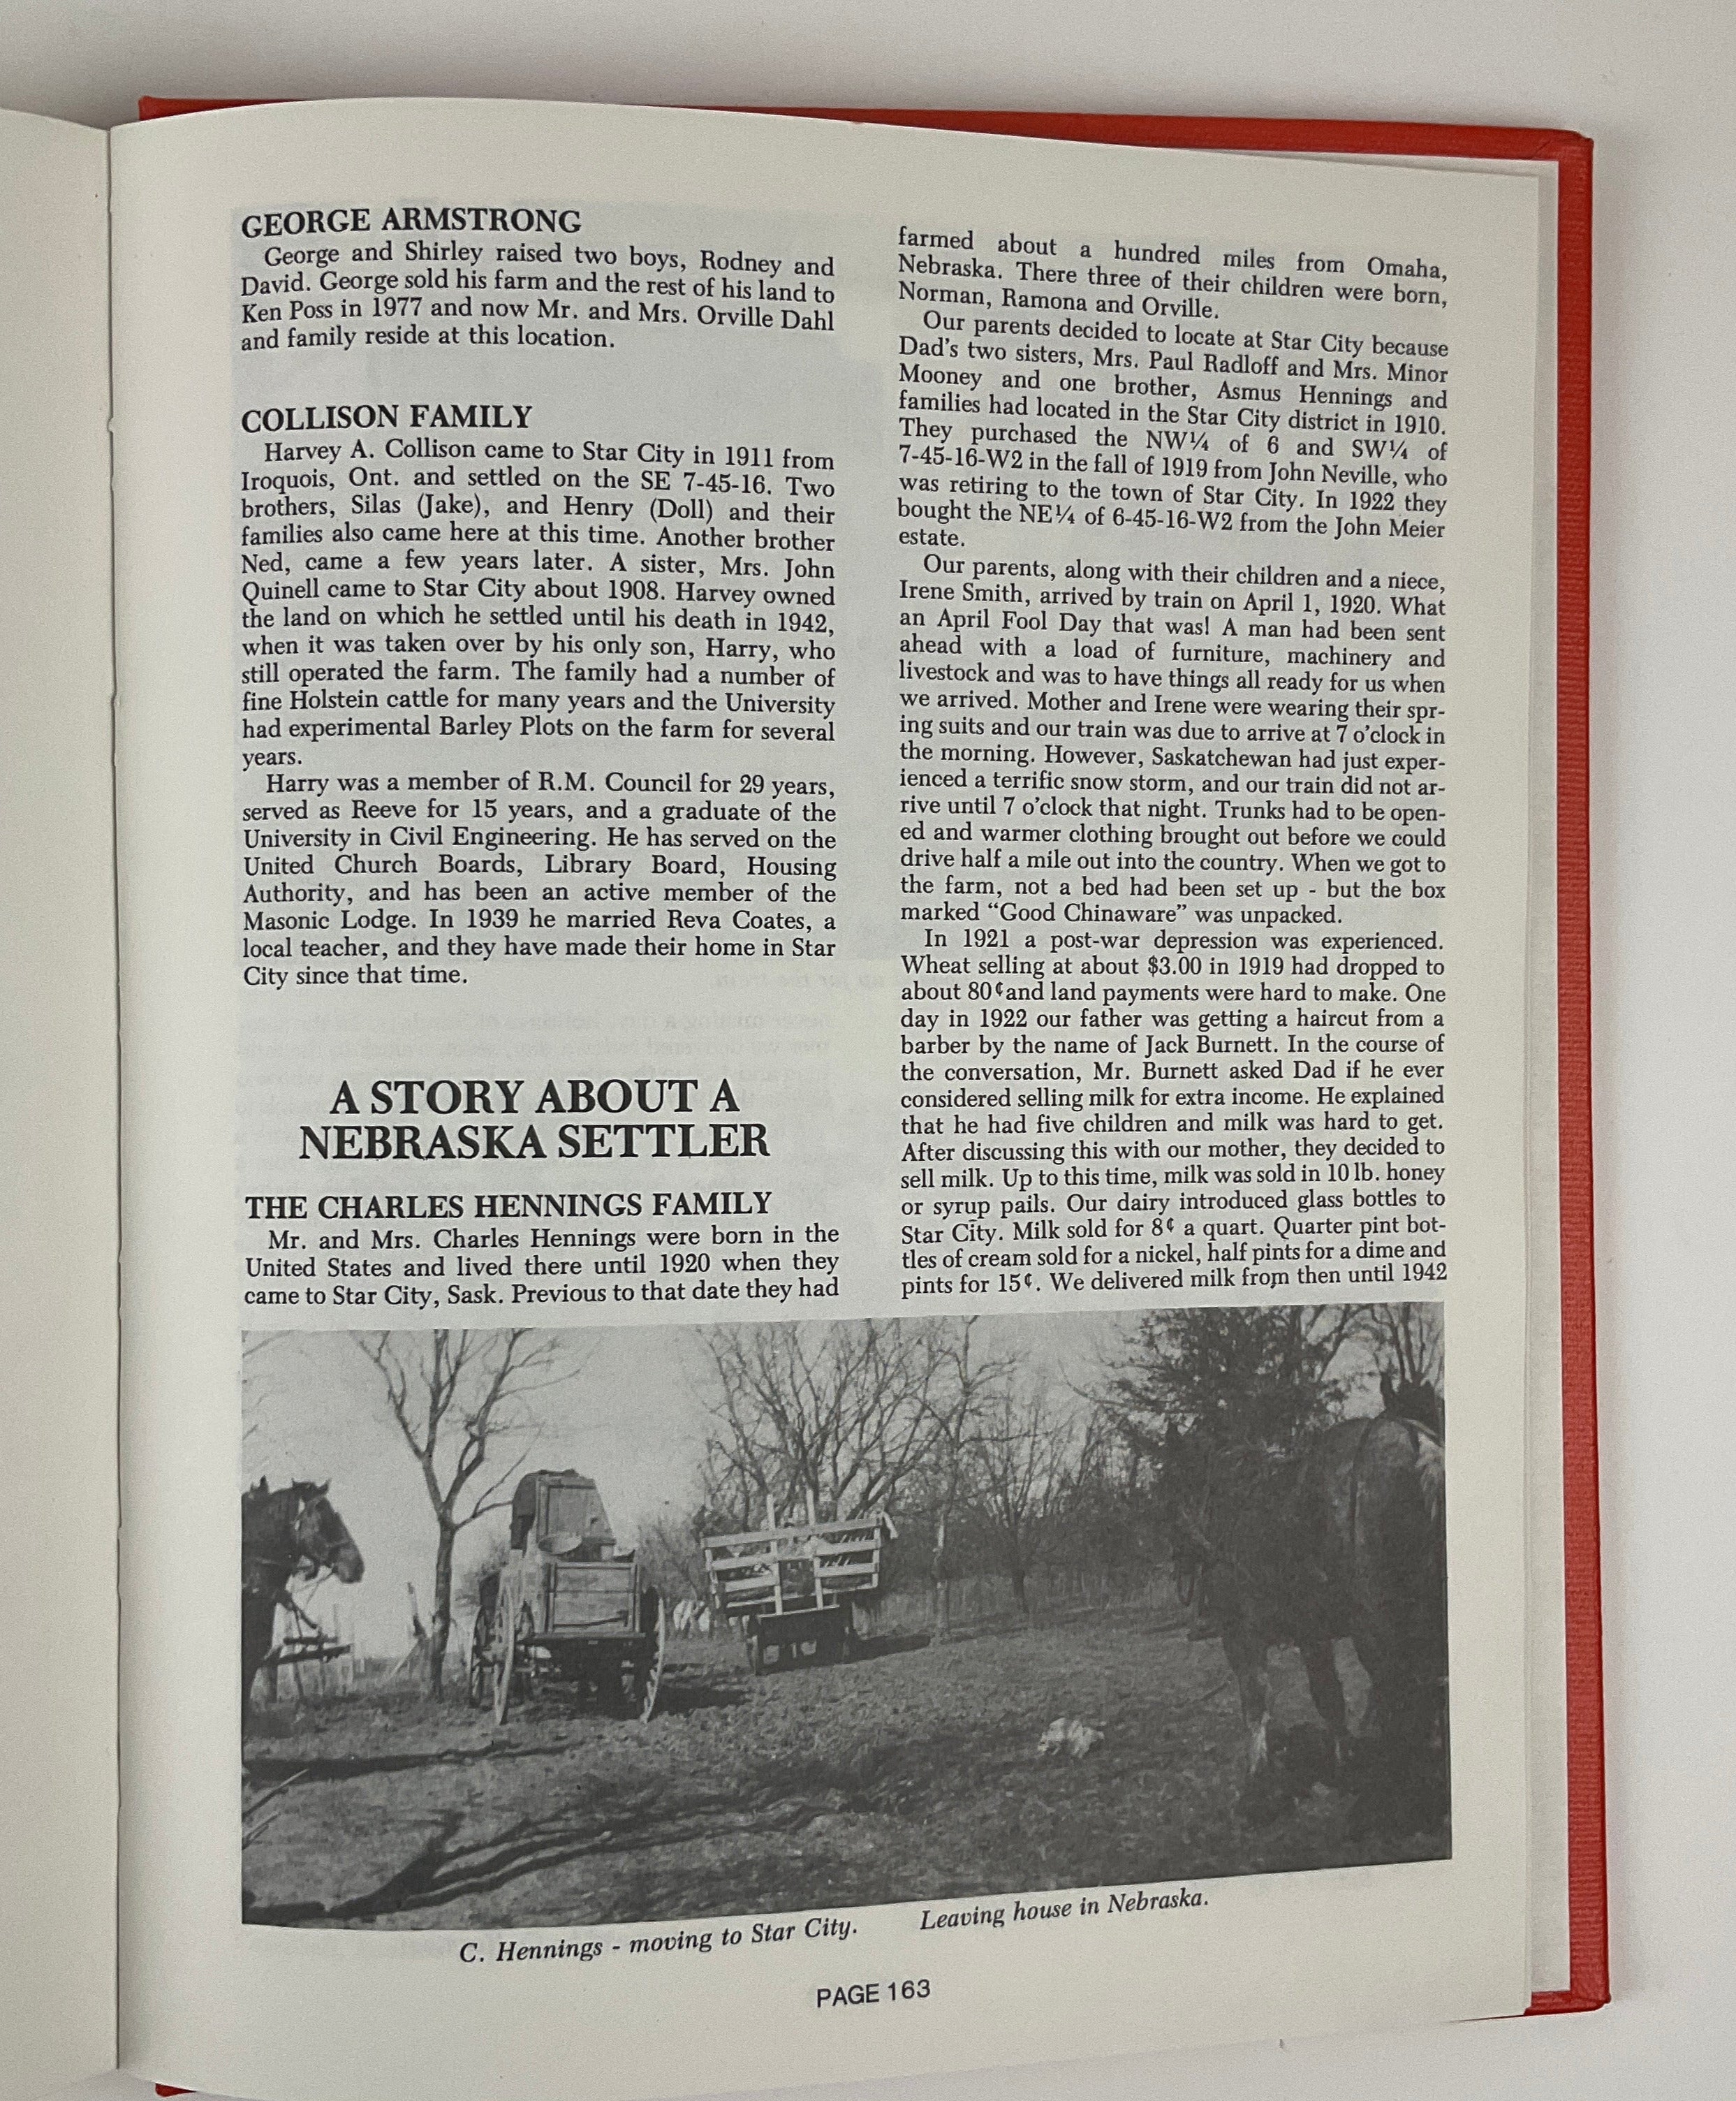 GEORGE ARMSTRONG
George and Shirley raised two boys, Rodney and
David. George sold his farm and the rest of his land to
Ken Poss in 1977 and now Mr. and Mrs. Orville Dahl
and family reside at this location.
COLLISON FAMILY
Harvey A. Collison came to Star City in 1911 from
Iroquois, Ont. and settled on the SE 7-45-16. Two
brothers, Silas (Jake), and Henry (Doll) and their
families also came here at this time. Another brother
Ned, came a few years later. A sister, Mrs. John
Quinell came to Star City about 1908. Harvey owned
the land on which he settled until his death in 1942,
when it was taken over by his only son, Harry, who
still operated the farm. The family had a number of
fine Holstein cattle for many years and the University
had experimental Barley Plots on the farm for several
years.
Harry was a member of R.M. Council for 29 years,
served as Reeve for 15 years, and a graduate of the
University in Civil Engineering. He has served on the
United Church Boards, Library Board, Housing
Authority, and has been an active member of the
Masonic Lodge. In 1939 he married Reva Coates, a
local teacher, and they have made their home in Star
City since that time.
A STORY ABOUT A
NEBRASKA SETTLER
THE CHARLES HENNINGS FAMILY
Mr. and Mrs. Charles Hennings were born in the
United States and lived there until 1920 when they
came to Star City, Sask. Previous to that date they had
farmed about a hundred miles from Omaha,
Nebraska. There three of their children were born,
Norman, Ramona and Orville.
Our parents decided to locate at Star City because
Dad's two sisters, Mrs. Paul Radloff and Mrs. Minor
Mooney and one brother, Asmus Hennings and
families had located in the Star City district in 1910.
They purchased the NW¼ of 6 and SW¼ of
7-45-16-W2 in the fall of 1919 from John Neville, who
was retiring to the town of Star City. In 1922 they
bought the NE¼ of 6-45-16-W2 from the John Meier
estate.
Our parents, along with their children and a niece,
Irene Smith, arrived by train on April 1, 1920. What
an April Fool Day that was! A man had been sent
ahead with a load of furniture, machinery and
livestock and was to have things all ready for us when
we arrived. Mother and Irene were wearing their spr-
ing suits and our train was due to arrive at 7 o'clock in
the morning. However, Saskatchewan had just exper-
ienced a terrific snow storm, and our train did not ar-
rive until 7 o'clock that night. Trunks had to be open-
ed and warmer clothing brought out before we could
drive half a mile out into the country. When we got to
the farm, not a bed had been set up - but the box
marked “Good Chinaware” was unpacked.
In 1921 a post-war depression was experienced.
Wheat selling at about $3.00 in 1919 had dropped to
about 80¢and land payments were hard to make. One
day in 1922 our father was getting a haircut from a
barber by the name of Jack Burnett. In the course of
the conversation, Mr. Burnett asked Dad if he ever
considered selling milk for extra income. He explained
that he had five children and milk was hard to get.
After discussing this with our mother, they decided to
sell milk. Up to this time, milk was sold in 10 lb. honey
or syrup pails. Our dairy introduced glass bottles to
Star City. Milk sold for 8¢ a quart. Quarter pint bot-
tles of cream sold for a nickel, half pints for a dime and
pints for 15¢. We delivered milk from then until 1942
C. Hennings - moving to Star City. Leaving house in Nebraska.
PAGE 163